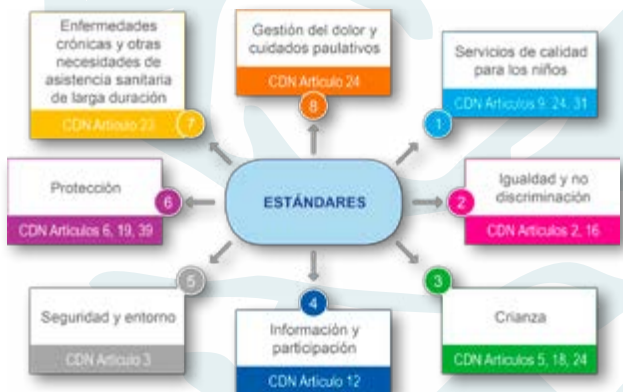 Enfermedades
crónicas y otras
necesidades de
asistencia sanitaria
de larga duración
CDN Artículo 23
7
Gestión del dolor y
cuidados paulativos
CDN Artículo 24
8
Servicios de calidad
para los niños
CDN Artículos 9, 24, 31
1
Protección
CDN Artículos 6, 19, 39
6
ESTÁNDARES
Igualdad y no
discriminación
CDN Artículos 2, 16
2
Seguridad y entorno
CDN Artículo 3
5
4
Información y
participación
CDN Artículo 12
3
Crianza
CDN Artículos 5, 18, 24